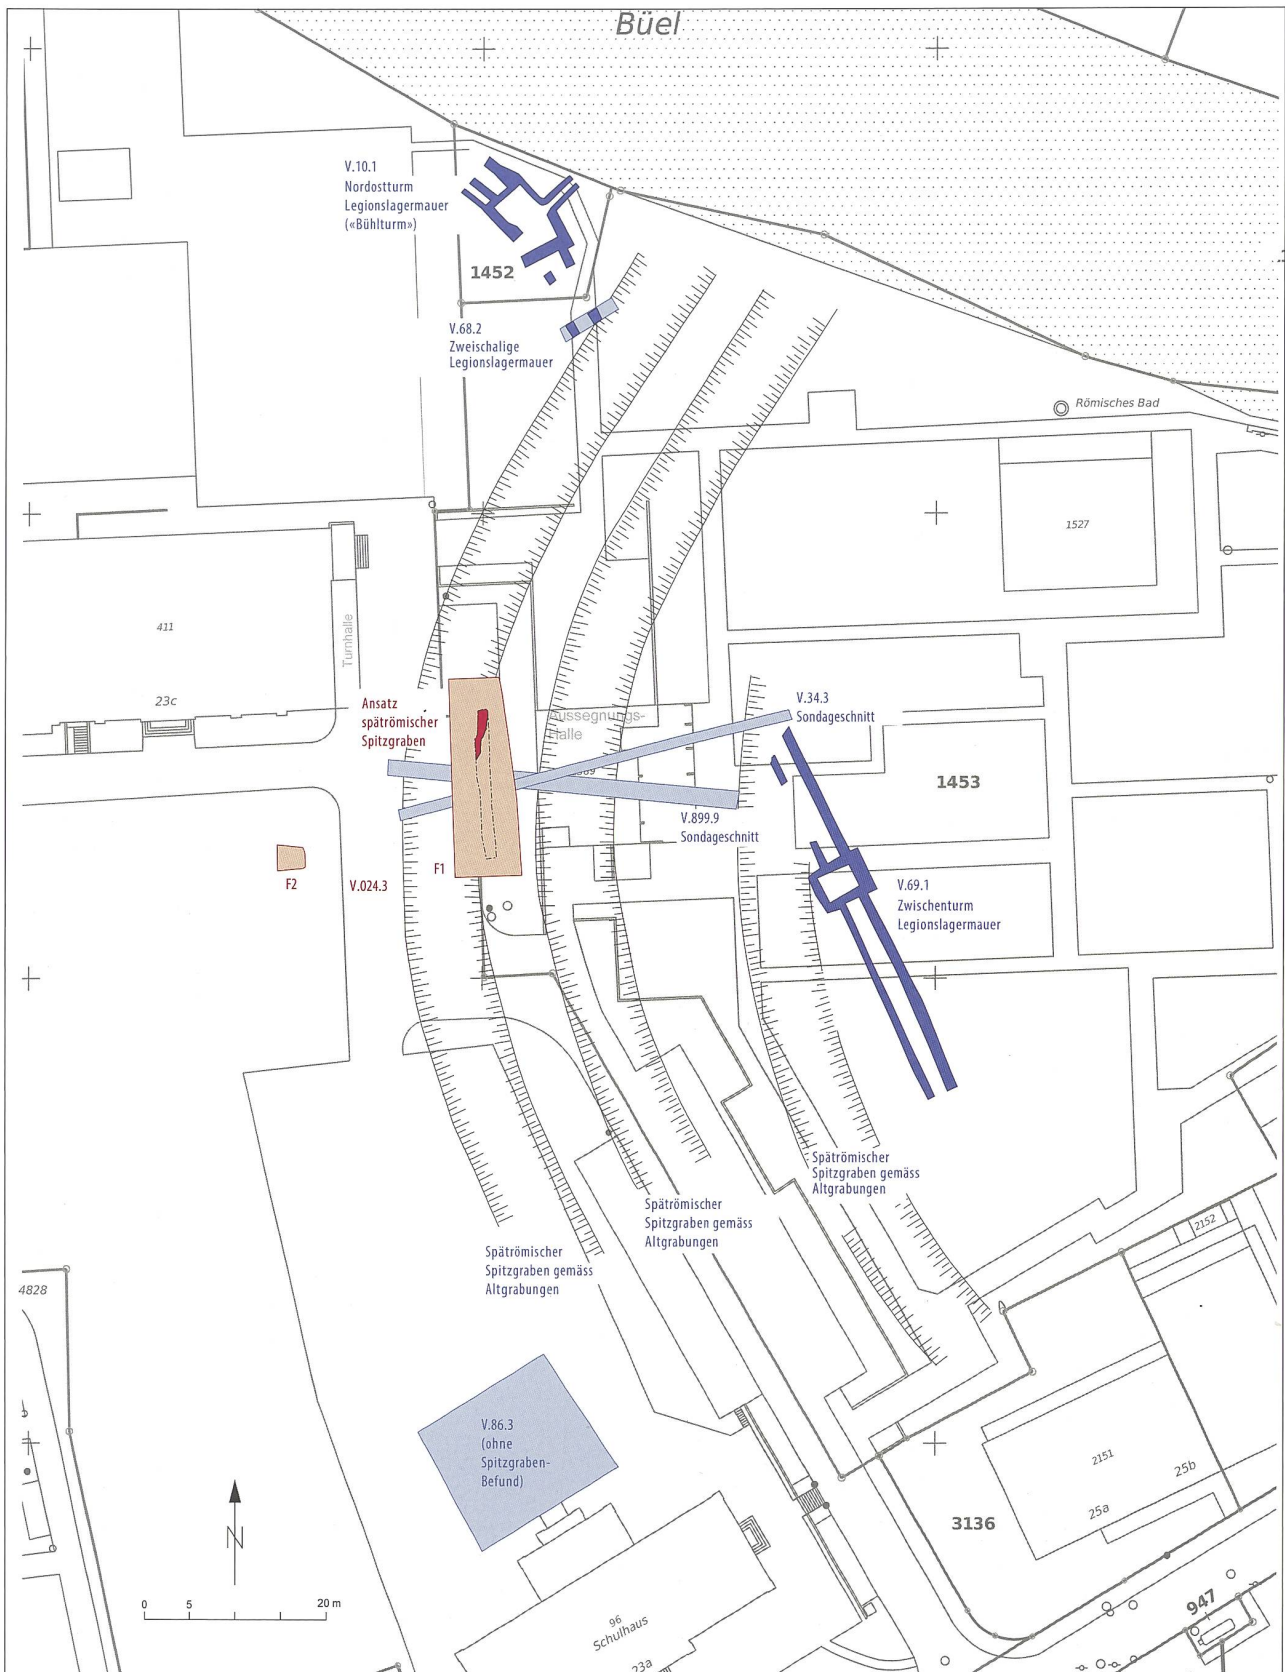 Büel
V.10.1
Nordostturm
Legionslagermauer
(«Bühlturm»)
1452
V.68.2
Zweischalige
Legionslagermauer
Römisches Bad
1527
411
Turnhalle
23c
Ansatz
spätrömischer
Spitzgraben
Aussegnungs-
Halle
V.34.3
Sondageschnitt
1453
V.899.9
Sondageschnitt
F1
F2
V.024.3
V.69.1
Zwischenturm
Legionslagermauer
Spätrömischer
Spitzgraben gemäss
Altgrabungen
Spätrömischer
Spitzgraben gemäss
Altgrabungen
Spätrömischer
Spitzgraben gemäss
Altgrabungen
2152
4828
V.86.3
(ohne
Spitzgraben-
Befund)
2151
25b
25a
3136
N
0 5 20 m
96
Schulhaus
23a
947